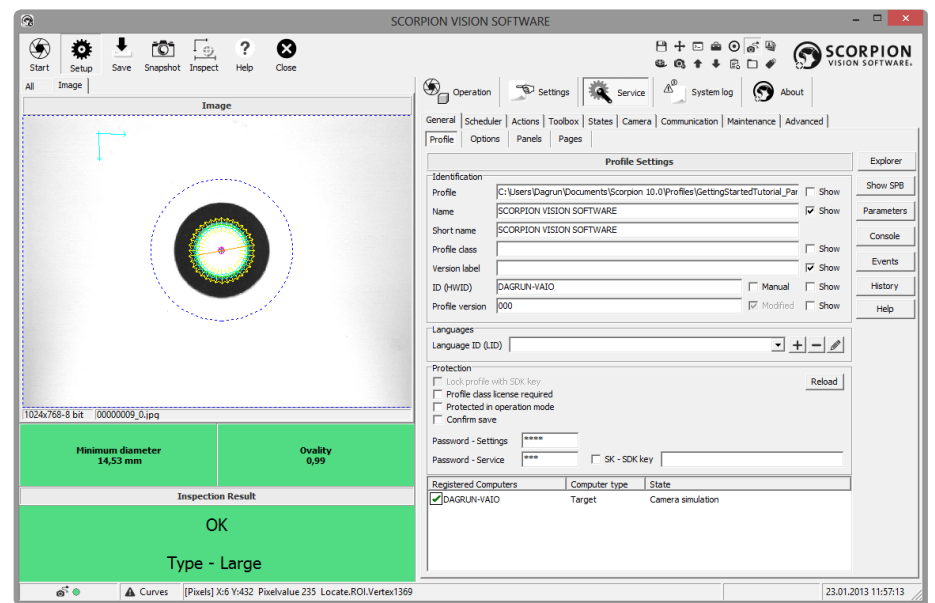 SCORPION VISION SOFTWARE
Start Setup Save Snapshot Inspect Help Close
SCORPION
VISION SOFTWARE.
All Image
Operation Settings Service System log About
Image
General Scheduler Actions Toolbox States Camera Communication Maintenance Advanced
Profile Options Panels Pages
Profile Settings
Explorer
Show SPB
Parameters
Console
Events
History
Help
Identification
Profile C:\Users\Dagrun\Documents\Scorpion 10.0\Profiles\GettingStartedTutorial_Par Show
Name SCORPION VISION SOFTWARE Show
Short name SCORPION VISION SOFTWARE
Profile class Show
Version label Show
ID (HWID) DAGRUN-VAIO Manual Show
Profile version 000 Modified Show
Languages
Language ID (LID)
Protection
Lock profile with SDK key Reload
Profile class license required
Protected in operation mode
Confirm save
Password - Settings ****
Password - Service *** SK - SDK key
Registered Computers Computer type State
DAGRUN-VAIO Target Camera simulation
1024x768-8 bit 00000009_0.jpg
Minimum diameter
14,53 mm
Ovality
0,99
Inspection Result
OK
Type - Large
Curves [Pixels] X:6 Y:432 Pixelvalue 235 Locate.ROI.Vertex1369 23.01.2013 11:57:13